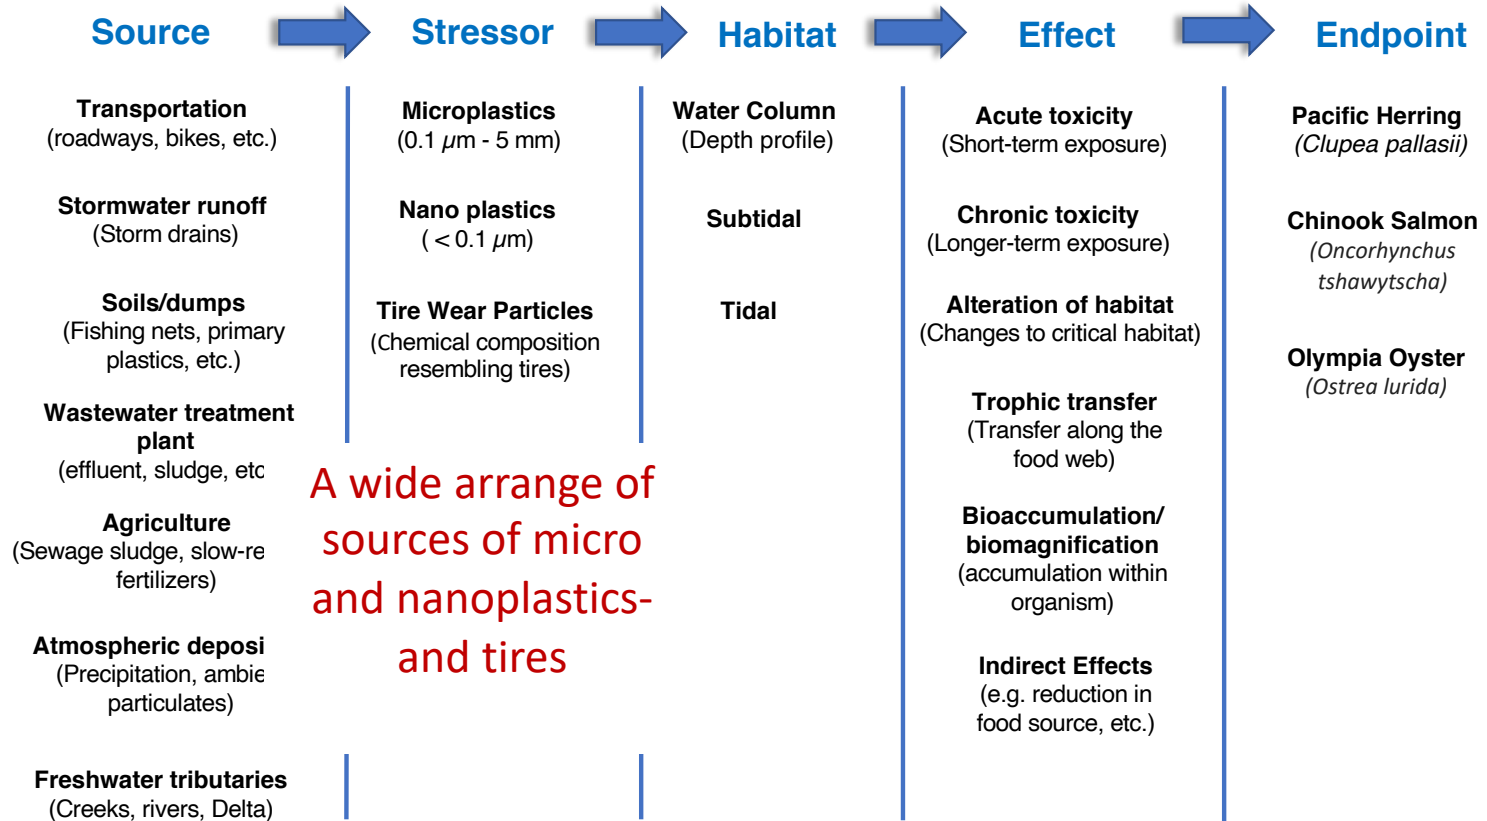 Source
Stressor
Habitat
Effect
Endpoint
Transportation
(roadways, bikes, etc.)
Stormwater runoff
(Storm drains)
Soils/dumps
(Fishing nets, primary
plastics, etc.)
Wastewater treatment
plant
(effluent, sludge, etc
Agriculture
(Sewage sludge, slow-re
fertilizers)
Atmospheric deposi
(Precipitation, ambie
particulates)
Freshwater tributaries
(Creeks, rivers, Delta)
Microplastics
(0.1 µm - 5 mm)
Nano plastics
( < 0.1 µm)
Tire Wear Particles
(Chemical composition
resembling tires)
A wide arrange of
sources of micro
and nanoplastics-
and tires
Water Column
(Depth profile)
Subtidal
Tidal
Acute toxicity
(Short-term exposure)
Chronic toxicity
(Longer-term exposure)
Alteration of habitat
(Changes to critical habitat)
Trophic transfer
(Transfer along the
food web)
Bioaccumulation/
biomagnification
(accumulation within
organism)
Indirect Effects
(e.g. reduction in
food source, etc.)
Pacific Herring
(Clupea pallasii)
Chinook Salmon
(Oncorhynchus
tshawytscha)
Olympia Oyster
(Ostrea lurida)